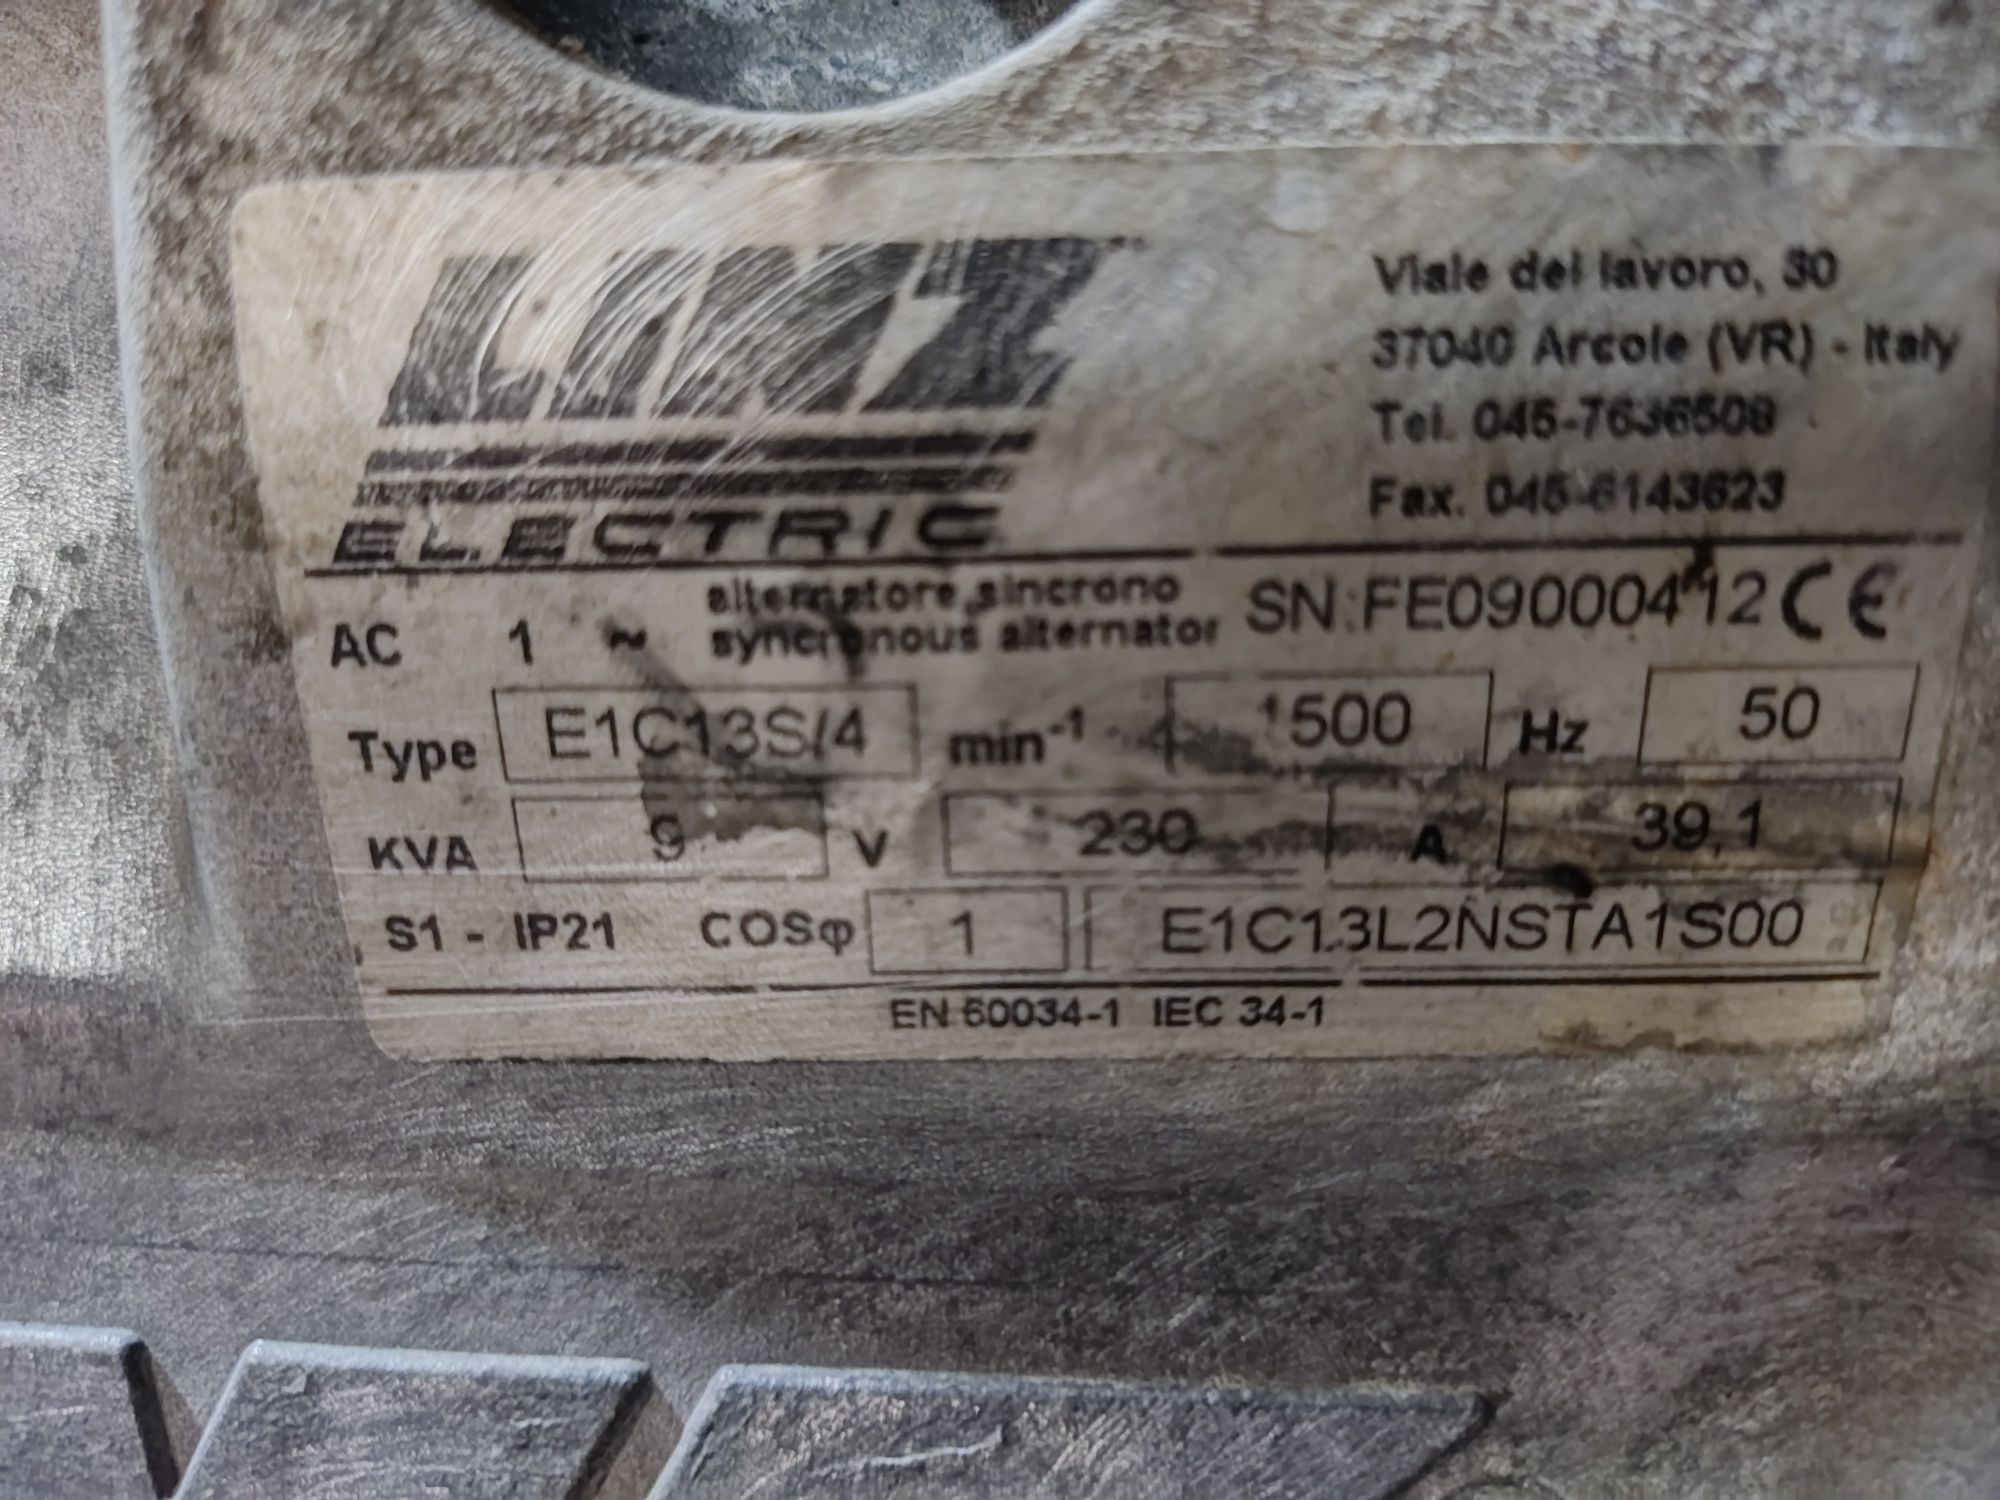 LINZ
ELECTRIC
Viale del lavoro, 30
37040 Arcole (VR) - Italy
Tel. 045-7636508
Fax. 045-6143623
AC 1 ~ alternatore sincrono
syncronous alternator SN:FE09000412 CE
Type E1C13S/4 min-1 1500 Hz 50
KVA 9 V 230 A 39,1
S1 - IP21 COSφ 1 E1C13L2NSTA1S00
EN 60034-1 IEC 34-1